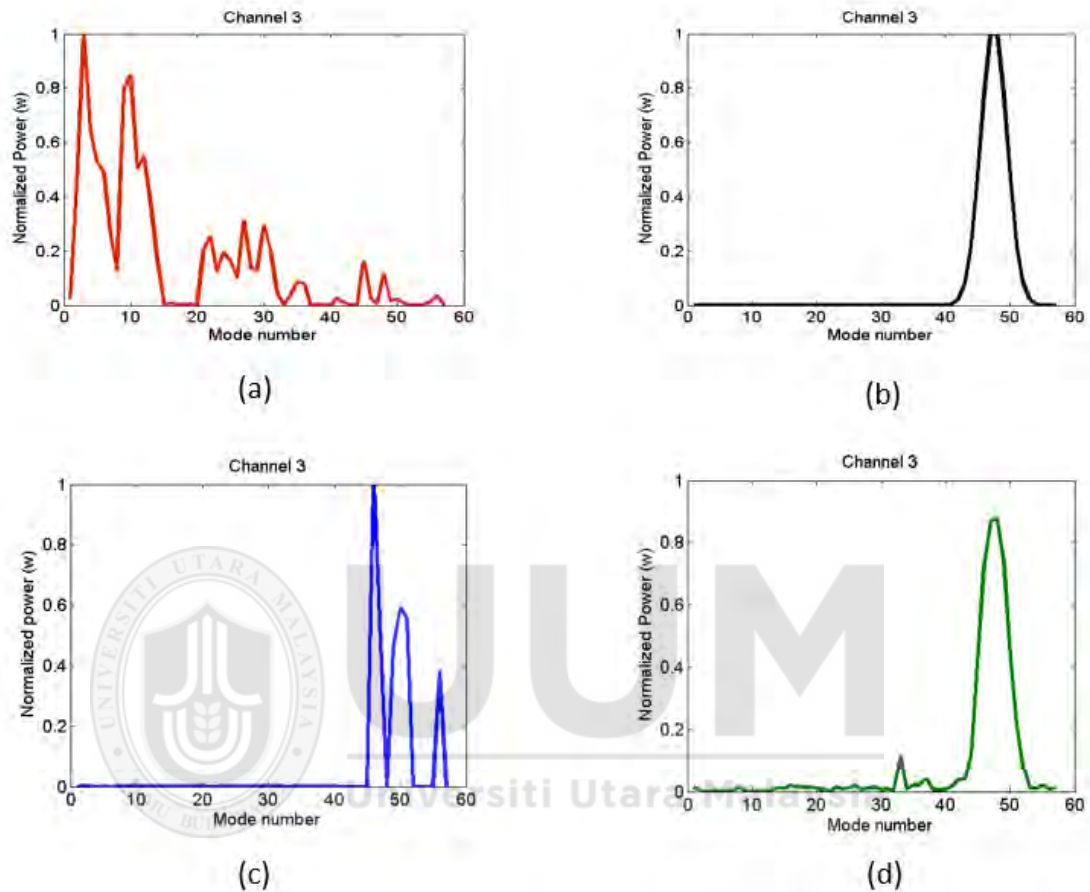 Channel 3
Normalized Power (w)
1
0.8
0.6
0.4
0.2
0
0 10 20 30 40 50 60
Mode number
(a)
Channel 3
Normalized Power (w)
1
0.8
0.6
0.4
0.2
0
0 10 20 30 40 50 60
Mode number
(b)
Channel 3
Normalized power (w)
1
0.8
0.6
0.4
0.2
0
0 10 20 30 40 50 60
Mode number
(c)
Channel 3
Normalized Power (w)
1
0.8
0.6
0.4
0.2
0
0 10 20 30 40 50 60
Mode number
(d)
UNIVERSITI UTARA MALAYSIA
UUM
Universiti Utara Malaysia